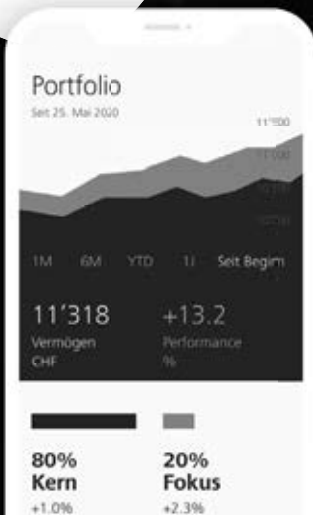 Portfolio
Seit 25. Mai 2020
1M 6M YTD 1J Seit Beginn
11’318 +13.2
Vermögen Performance
CHF %
80% 20%
Kern Fokus
+1.0% +2.3%